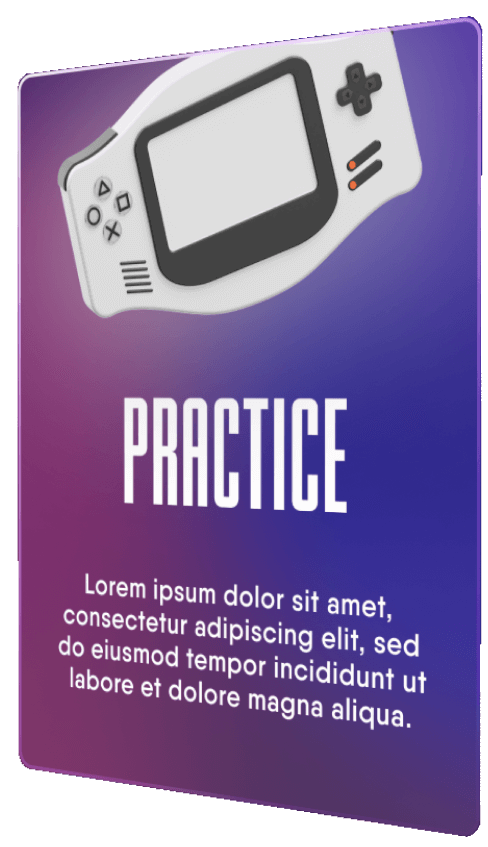 PRACTICE
Lorem ipsum dolor sit amet,
consectetur adipiscing elit, sed
do eiusmod tempor incididunt ut
labore et dolore magna aliqua.